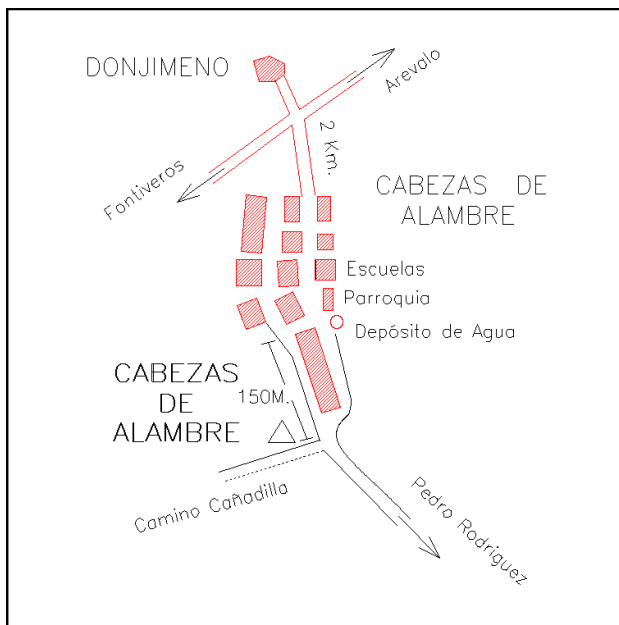 DONJIMENO
Arevalo
2 Km.
Fontiveros
CABEZAS DE
ALAMBRE
Escuelas
Parroquia
Depósito de Agua
CABEZAS
DE
ALAMBRE
150M.
Camino Cañadilla
Pedro Rodriguez